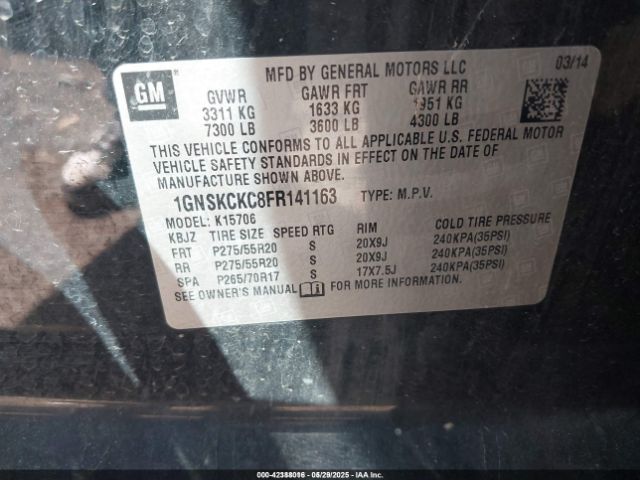 GM
MFD BY GENERAL MOTORS LLC 03/14
GVWR GAWR FRT GAWR RR
3311 KG 1633 KG 1951 KG
7300 LB 3600 LB 4300 LB
THIS VEHICLE CONFORMS TO ALL APPLICABLE U.S. FEDERAL MOTOR
VEHICLE SAFETY STANDARDS IN EFFECT ON THE DATE OF
MANUFACTURE SHOWN ABOVE.
1GNSKCKC8FR141163 TYPE: M.P.V.
MODEL: K15706
KBJZ TIRE SIZE SPEED RTG RIM COLD TIRE PRESSURE
FRT P275/55R20 S 20X9J 240KPA(35PSI)
RR P275/55R20 S 20X9J 240KPA(35PSI)
SPA P265/70R17 S 17X7.5J 240KPA(35PSI)
SEE OWNER'S MANUAL FOR MORE INFORMATION.
000-42388096 - 05/29/2025 - IAA Inc.